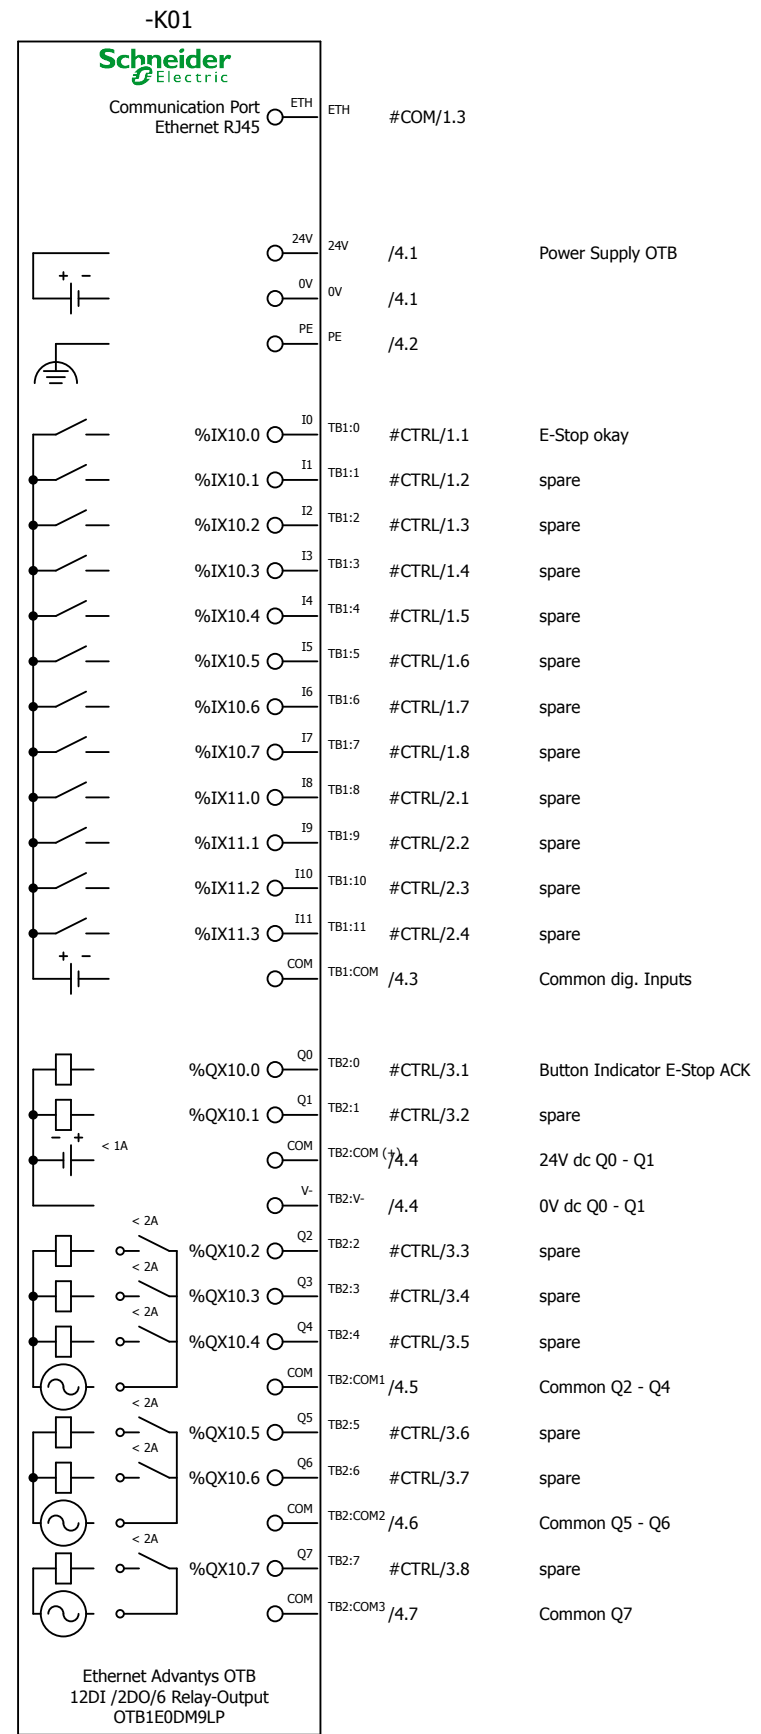 -K01
Schneider
Electric
Communication Port
Ethernet RJ45
ETH ETH #COM/1.3
24V 24V /4.1 Power Supply OTB
+ - 0V 0V /4.1
PE PE /4.2
%IX10.0 I0 TB1:0 #CTRL/1.1 E-Stop okay
%IX10.1 I1 TB1:1 #CTRL/1.2 spare
%IX10.2 I2 TB1:2 #CTRL/1.3 spare
%IX10.3 I3 TB1:3 #CTRL/1.4 spare
%IX10.4 I4 TB1:4 #CTRL/1.5 spare
%IX10.5 I5 TB1:5 #CTRL/1.6 spare
%IX10.6 I6 TB1:6 #CTRL/1.7 spare
%IX10.7 I7 TB1:7 #CTRL/1.8 spare
%IX11.0 I8 TB1:8 #CTRL/2.1 spare
%IX11.1 I9 TB1:9 #CTRL/2.2 spare
%IX11.2 I10 TB1:10 #CTRL/2.3 spare
%IX11.3 I11 TB1:11 #CTRL/2.4 spare
+ - COM TB1:COM /4.3 Common dig. Inputs
%QX10.0 Q0 TB2:0 #CTRL/3.1 Button Indicator E-Stop ACK
%QX10.1 Q1 TB2:1 #CTRL/3.2 spare
- + < 1A COM TB2:COM (+) /4.4 24V dc Q0 - Q1
V- TB2:V- /4.4 0V dc Q0 - Q1
< 2A %QX10.2 Q2 TB2:2 #CTRL/3.3 spare
< 2A %QX10.3 Q3 TB2:3 #CTRL/3.4 spare
< 2A %QX10.4 Q4 TB2:4 #CTRL/3.5 spare
COM TB2:COM1 /4.5 Common Q2 - Q4
< 2A %QX10.5 Q5 TB2:5 #CTRL/3.6 spare
< 2A %QX10.6 Q6 TB2:6 #CTRL/3.7 spare
COM TB2:COM2 /4.6 Common Q5 - Q6
< 2A %QX10.7 Q7 TB2:7 #CTRL/3.8 spare
COM TB2:COM3 /4.7 Common Q7
Ethernet Advantys OTB
12DI /2DO/6 Relay-Output
OTB1E0DM9LP